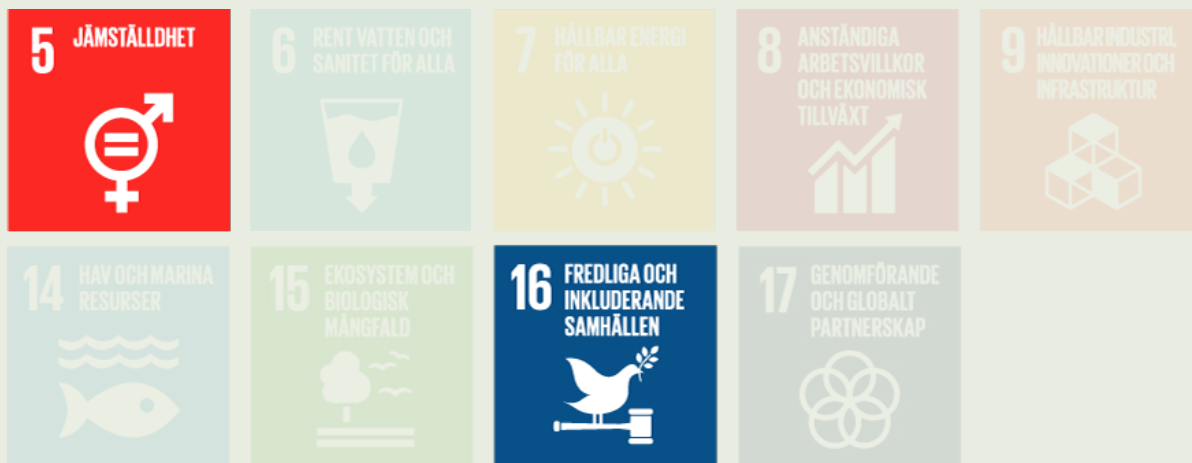 5 JÄMSTÄLLDHET
6 RENT VATTEN OCH
SANITET FÖR ALLA
7 HÅLLBAR ENERGI
FÖR ALLA
8 ANSTÄNDIGA
ARBETSVILLKOR
OCH EKONOMISK
TILLVÄXT
9 HÅLLBAR INDUSTRI,
INNOVATIONER OCH
INFRASTRUKTUR
14 HAV OCH MARINA
RESURSER
15 EKOSYSTEM OCH
BIOLOGISK
MÅNGFALD
16 FREDLIGA OCH
INKLUDERANDE
SAMHÄLLEN
17 GENOMFÖRANDE
OCH GLOBALT
PARTNERSKAP